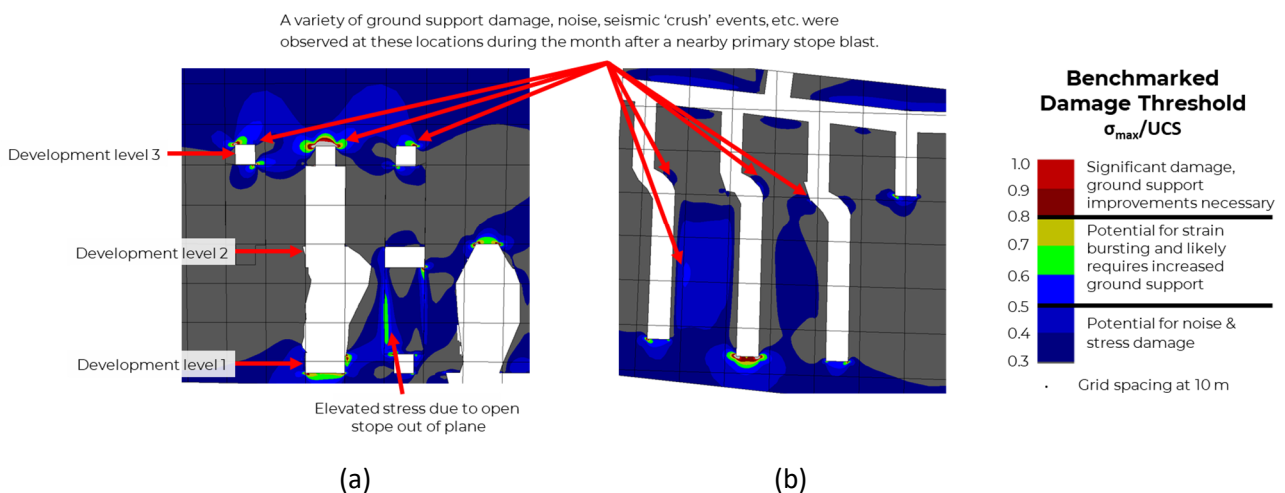 A variety of ground support damage, noise, seismic ‘crush’ events, etc. were
observed at these locations during the month after a nearby primary stope blast.
Development level 3
Development level 2
Development level 1
Elevated stress due to open
stope out of plane
(a)
(b)
Benchmarked
Damage Threshold
σmax/UCS
1.0
0.9
0.8
0.7
0.6
0.5
0.4
0.3
Significant damage,
ground support
improvements necessary
Potential for strain
bursting and likely
requires increased
ground support
Potential for noise &
stress damage
· Grid spacing at 10 m